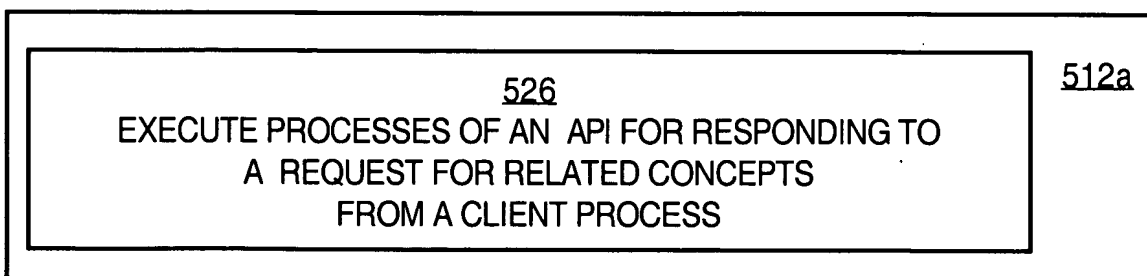 526
EXECUTE PROCESSES OF AN API FOR RESPONDING TO
A REQUEST FOR RELATED CONCEPTS
FROM A CLIENT PROCESS
512a